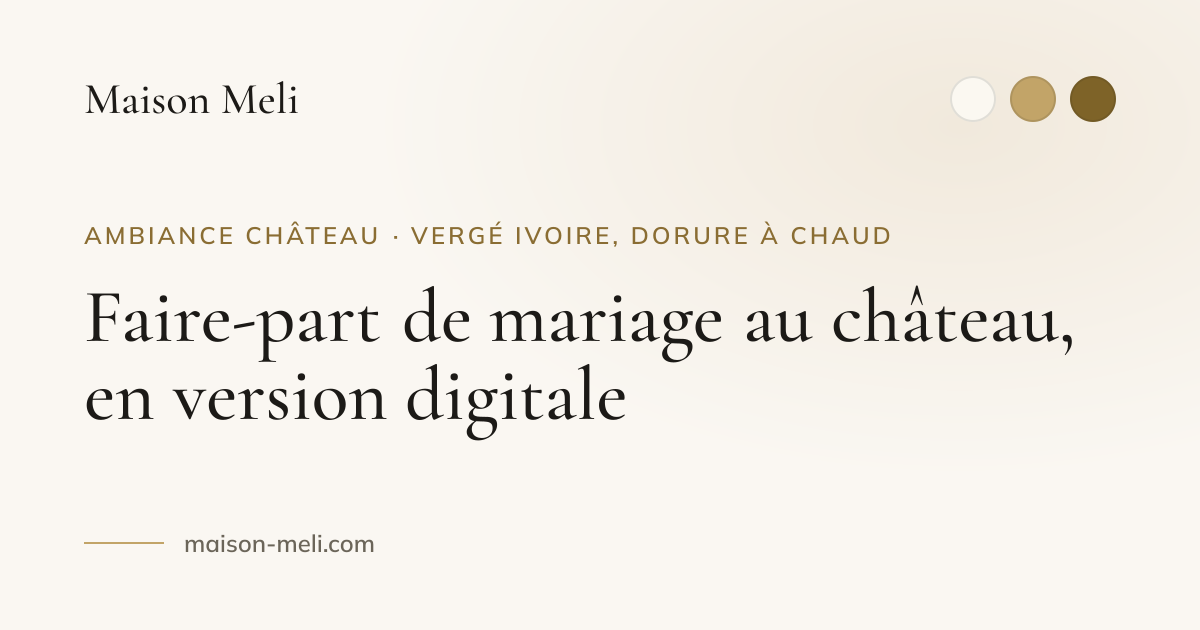 Maison Meli
AMBIANCE CHÂTEAU · VERGÉ IVOIRE, DORURE À CHAUD
Faire-part de mariage au château,
en version digitale
maison-meli.com